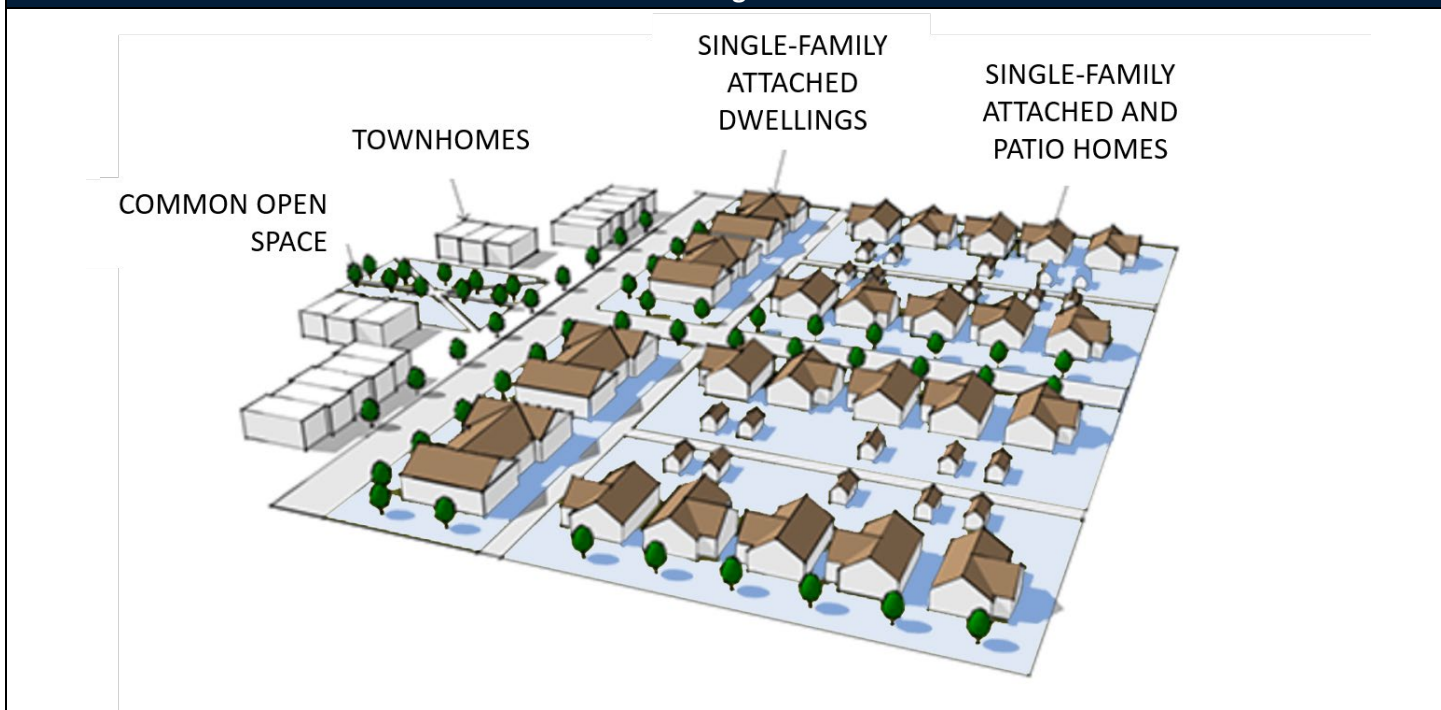 SINGLE-FAMILY
ATTACHED
DWELLINGS
SINGLE-FAMILY
ATTACHED AND
PATIO HOMES
TOWNHOMES
COMMON OPEN
SPACE